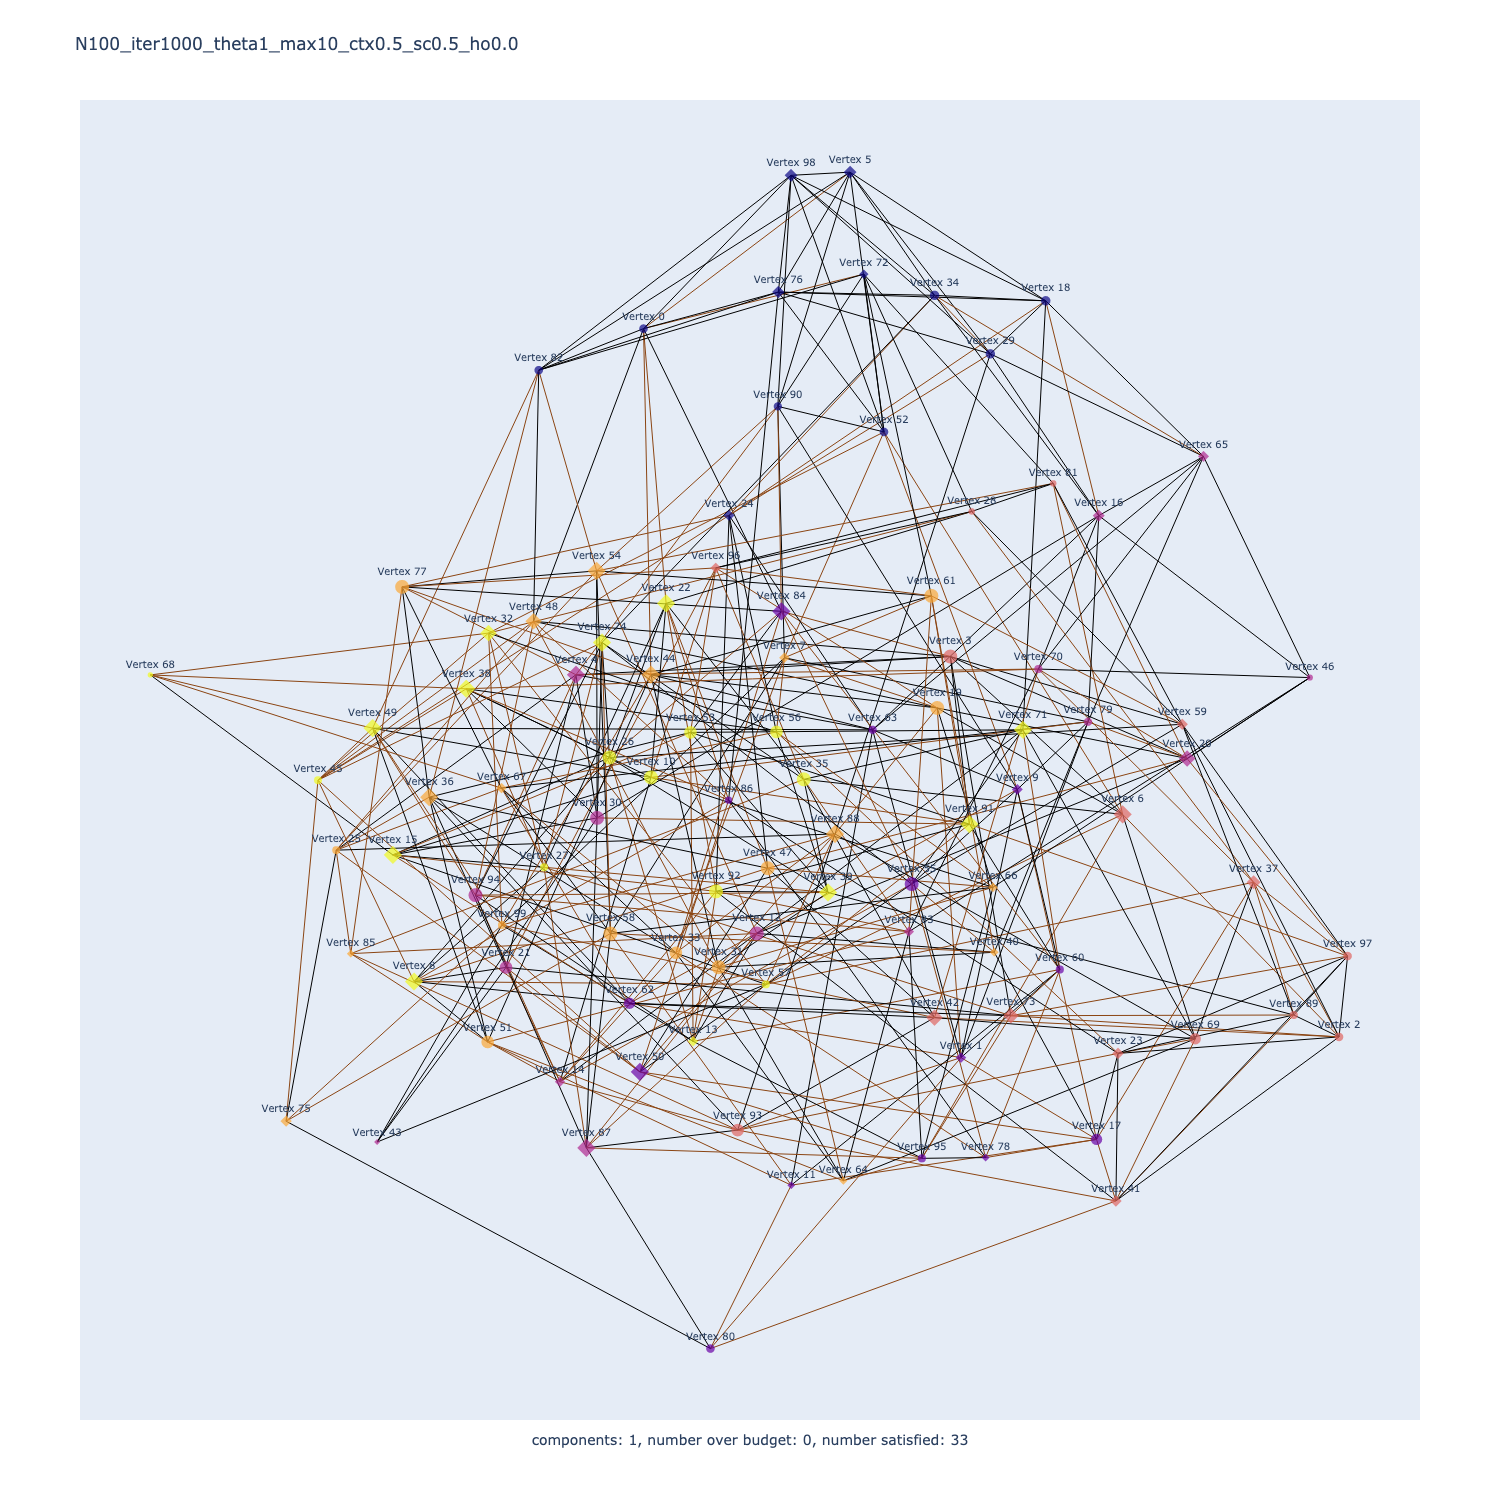 N100_iter1000_theta1_max10_ctx0.5_sc0.5_ho0.0
Vertex 98
Vertex 5
Vertex 72
Vertex 76
Vertex 34
Vertex 18
Vertex 0
Vertex 29
Vertex 82
Vertex 90
Vertex 52
Vertex 65
Vertex 81
Vertex 28
Vertex 16
Vertex 24
Vertex 54
Vertex 96
Vertex 77
Vertex 22
Vertex 84
Vertex 61
Vertex 48
Vertex 32
Vertex 74
Vertex 3
Vertex 7
Vertex 68
Vertex 4
Vertex 44
Vertex 70
Vertex 46
Vertex 38
Vertex 19
Vertex 49
Vertex 53
Vertex 56
Vertex 63
Vertex 71
Vertex 79
Vertex 59
Vertex 26
Vertex 10
Vertex 20
Vertex 45
Vertex 35
Vertex 9
Vertex 36
Vertex 67
Vertex 86
Vertex 30
Vertex 6
Vertex 91
Vertex 88
Vertex 25
Vertex 15
Vertex 27
Vertex 47
Vertex 37
Vertex 94
Vertex 92
Vertex 39
Vertex 55
Vertex 66
Vertex 99
Vertex 58
Vertex 12
Vertex 83
Vertex 85
Vertex 21
Vertex 33
Vertex 31
Vertex 40
Vertex 97
Vertex 8
Vertex 57
Vertex 60
Vertex 62
Vertex 42
Vertex 73
Vertex 89
Vertex 2
Vertex 51
Vertex 13
Vertex 69
Vertex 50
Vertex 1
Vertex 23
Vertex 14
Vertex 75
Vertex 43
Vertex 87
Vertex 93
Vertex 95
Vertex 78
Vertex 17
Vertex 11
Vertex 64
Vertex 41
Vertex 80
components: 1, number over budget: 0, number satisfied: 33